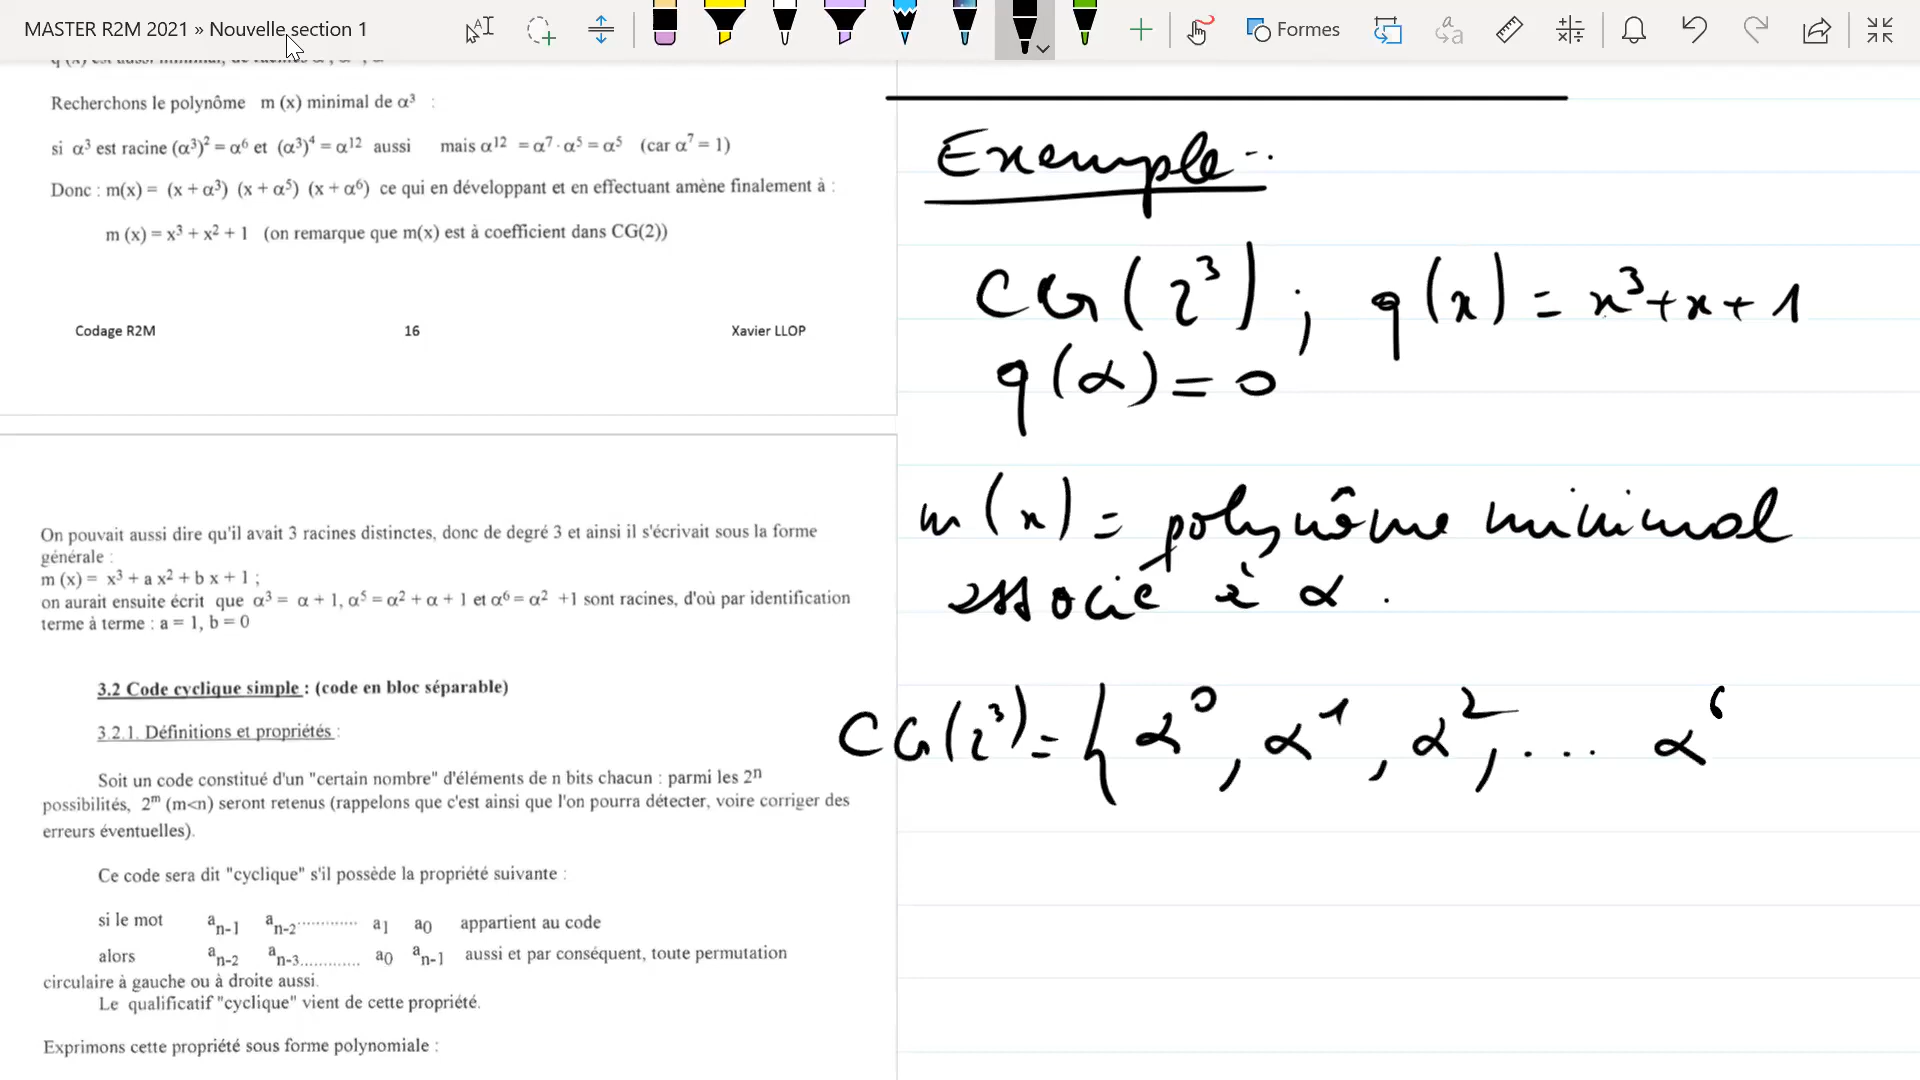 MASTER R2M 2021 » Nouvelle section 1
Formes
Recherchons le polynôme m (x) minimal de α³ :
si α³ est racine (α³)² = α⁶ et (α³)⁴ = α¹² aussi mais α¹² = α⁷ · α⁵ = α⁵ (car α⁷ = 1)
Donc : m(x) = (x + α³) (x + α⁵) (x + α⁶) ce qui en développant et en effectuant amène finalement à :
m (x) = x³ + x² + 1 (on remarque que m(x) est à coefficient dans CG(2))
Codage R2M 16 Xavier LLOP
On pouvait aussi dire qu'il avait 3 racines distinctes, donc de degré 3 et ainsi il s'écrivait sous la forme
générale :
m (x) = x³ + a x² + b x + 1 ;
on aurait ensuite écrit que α³ = α + 1, α⁵ = α² + α + 1 et α⁶ = α² +1 sont racines, d'où par identification
terme à terme : a = 1, b = 0
3.2 Code cyclique simple : (code en bloc séparable)
3.2.1. Définitions et propriétés :
Soit un code constitué d'un "certain nombre" d'éléments de n bits chacun : parmi les 2ⁿ
possibilités, 2ᵐ (m<n) seront retenus (rappelons que c'est ainsi que l'on pourra détecter, voire corriger des
erreurs éventuelles).
Ce code sera dit "cyclique" s'il possède la propriété suivante :
si le mot aₙ₋₁ aₙ₋₂............. a₁ a₀ appartient au code
alors aₙ₋₂ aₙ₋₃............. a₀ aₙ₋₁ aussi et par conséquent, toute permutation
circulaire à gauche ou à droite aussi.
Le qualificatif "cyclique" vient de cette propriété.
Exprimons cette propriété sous forme polynomiale :
Exemple :
CG(2³) ; q(x) = x³+x+1
q(α) = 0
m(x) = polynôme minimal
associé à α .
CG(2³) = { α⁰, α¹, α², ... α⁶